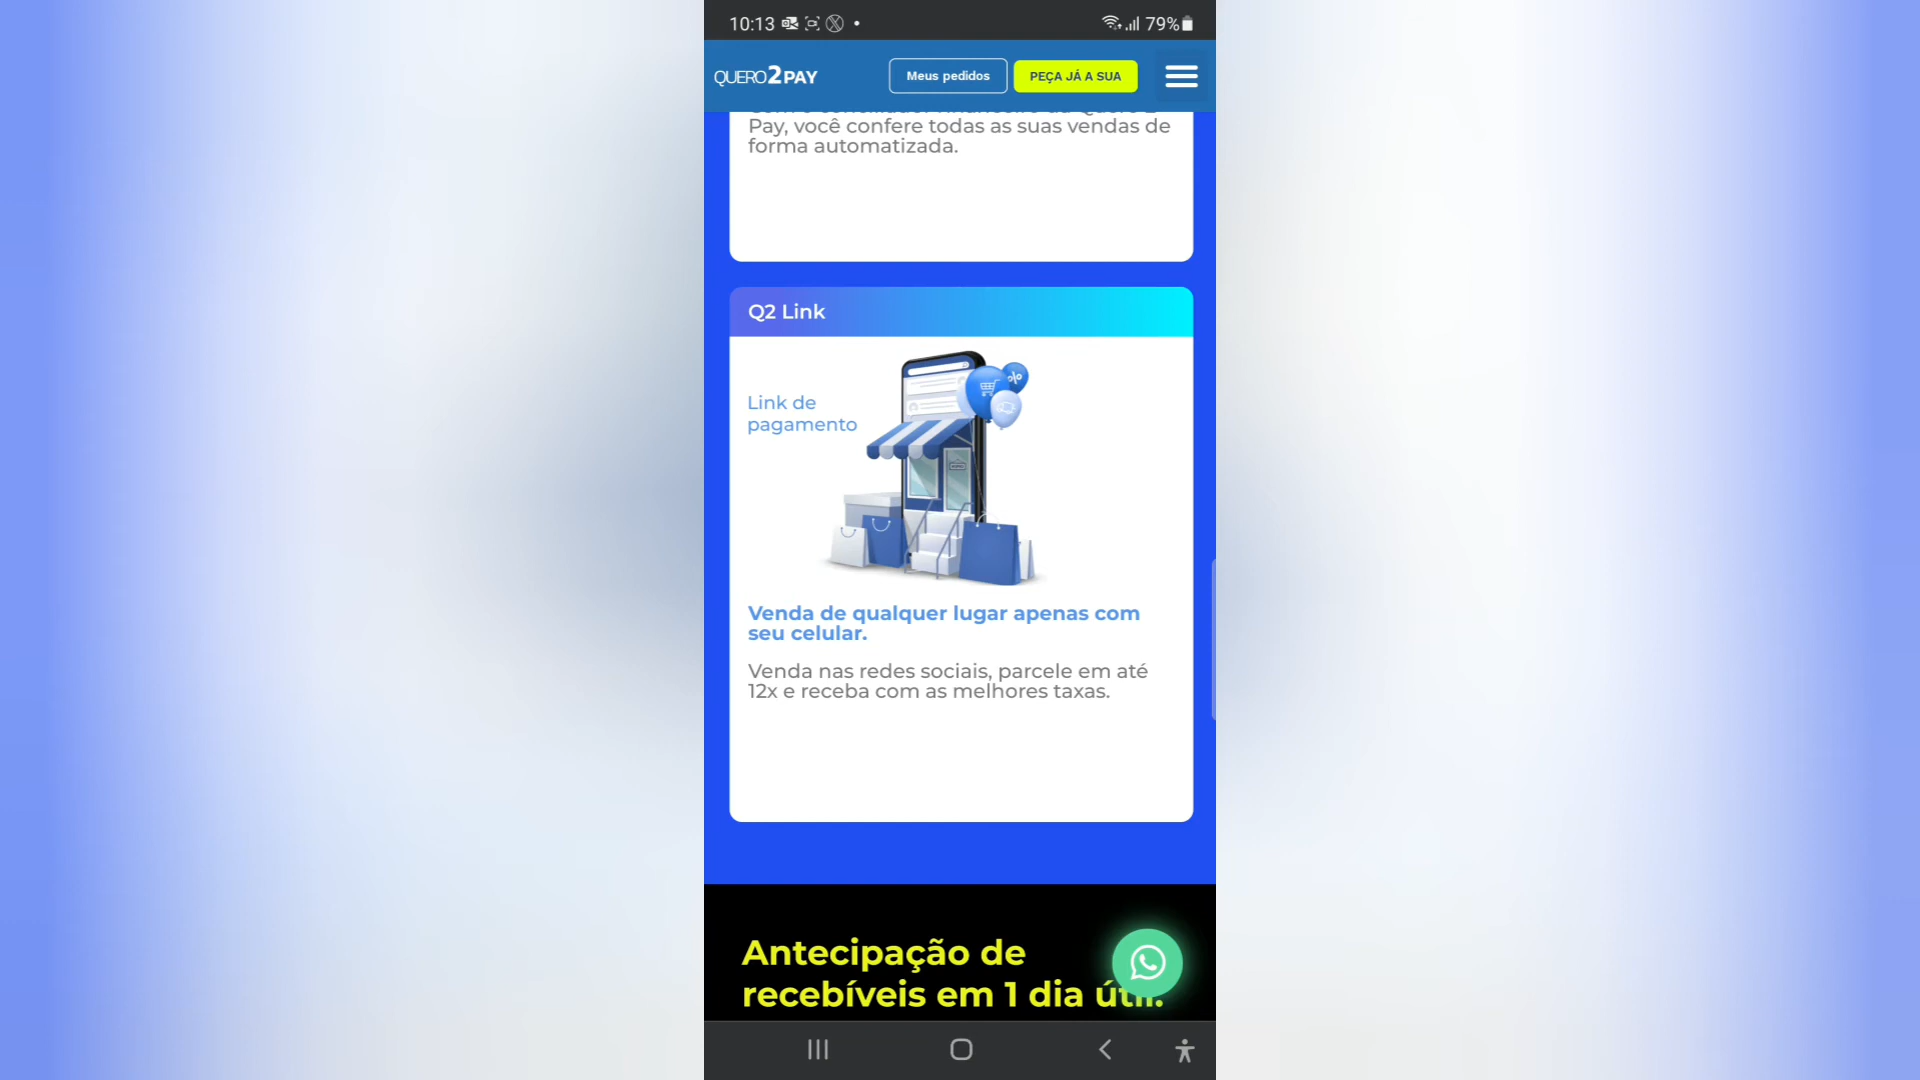 10:13
79%
QUERO2PAY
Meus pedidos
PEÇA JÁ A SUA
Pay, você confere todas as suas vendas de
forma automatizada.
Q2 Link
Link de
pagamento
%
Venda de qualquer lugar apenas com
seu celular.
Venda nas redes sociais, parcele em até
12x e receba com as melhores taxas.
Antecipação de
recebíveis em 1 dia útil.